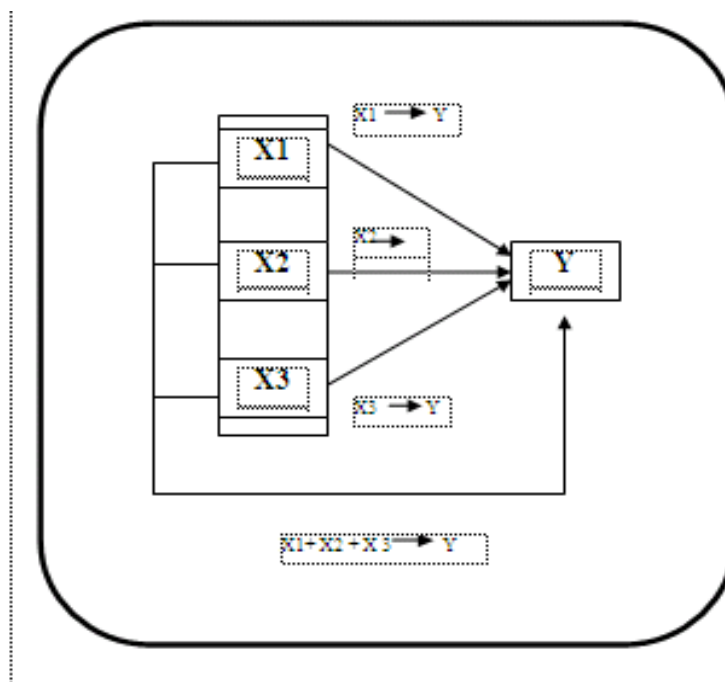 X1 → Y
X1
X2 →
X2
Y
X3
X3 → Y
X1+ X2 + X 3 → Y